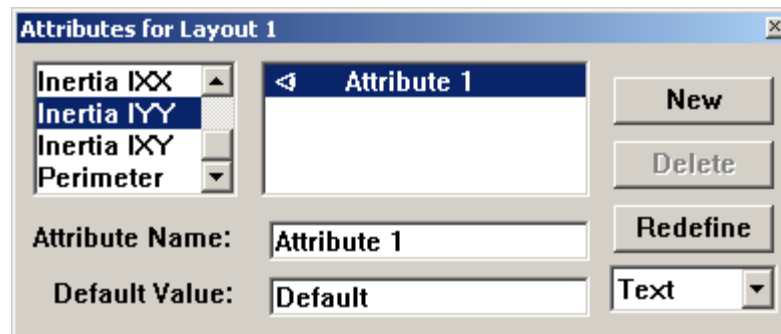 Attributes for Layout 1
Inertia IXX
Inertia IYY
Inertia IXY
Perimeter
Attribute 1
New
Delete
Redefine
Attribute Name:
Attribute 1
Default Value:
Default
Text